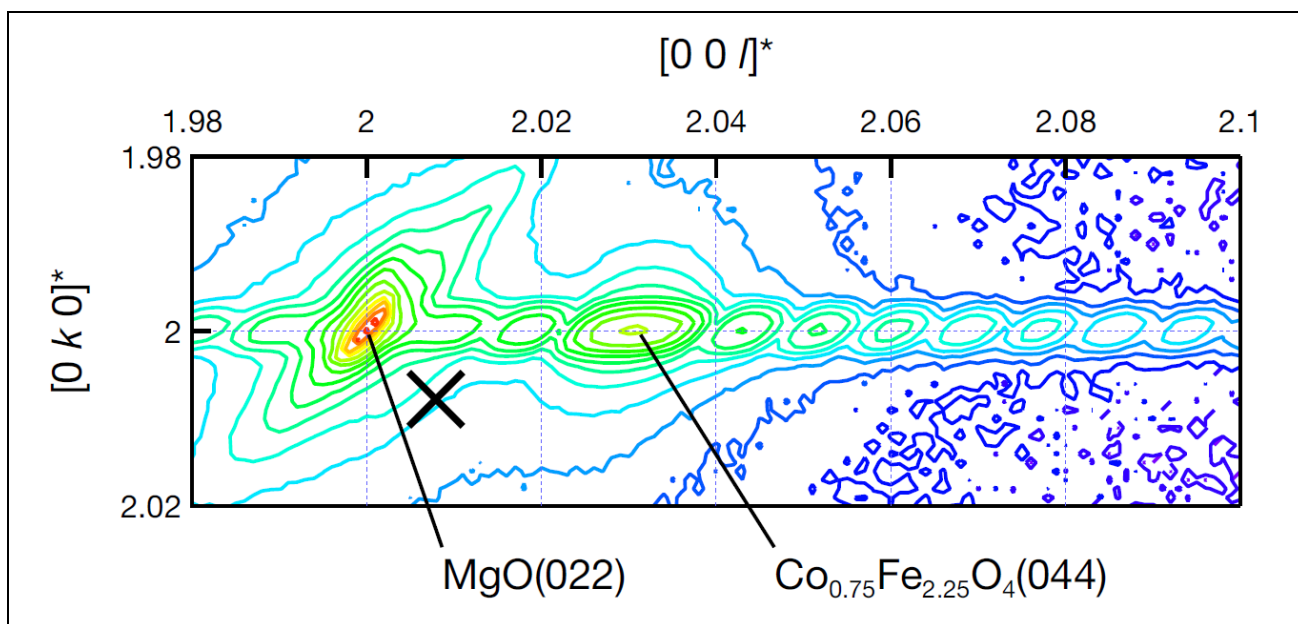 [0 0 l]*
1.98 2 2.02 2.04 2.06 2.08 2.1
1.98
[0 k 0]*
2
2.02
MgO(022)
Co₀.₇₅Fe₂.₂₅O₄(044)